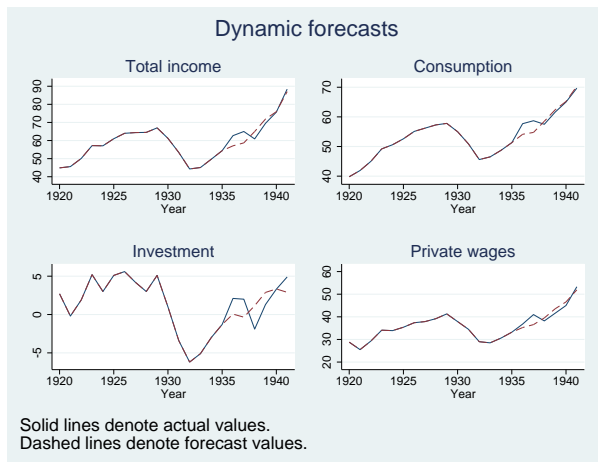 Dynamic forecasts
Total income
40 50 60 70 80 90
1920 1925 1930 1935 1940
Year
Consumption
40 50 60 70
1920 1925 1930 1935 1940
Year
Investment
-5 0 5
1920 1925 1930 1935 1940
Year
Private wages
20 30 40 50 60
1920 1925 1930 1935 1940
Year
Solid lines denote actual values.
Dashed lines denote forecast values.